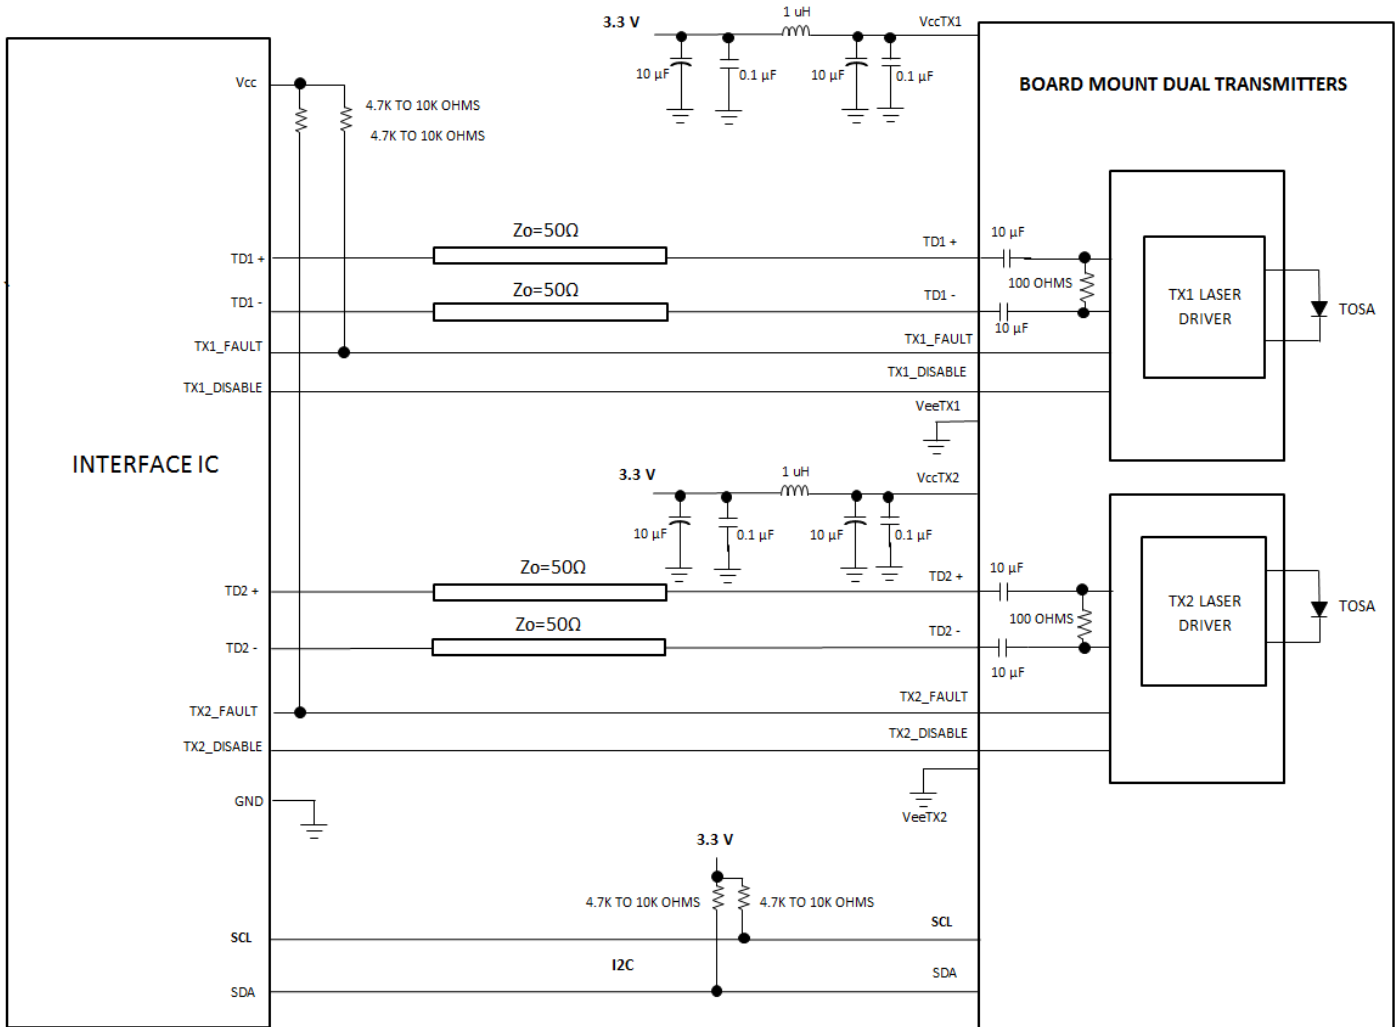 3.3 V
1 uH
VccTX1
10 µF
0.1 µF
10 µF
0.1 µF
BOARD MOUNT DUAL TRANSMITTERS
Vcc
4.7K TO 10K OHMS
4.7K TO 10K OHMS
Zo=50Ω
TD1 +
TD1 +
10 µF
Zo=50Ω
TD1 -
TD1 -
100 OHMS
10 µF
TX1 LASER
DRIVER
TOSA
TX1_FAULT
TX1_FAULT
TX1_DISABLE
TX1_DISABLE
VeeTX1
INTERFACE IC
3.3 V
1 uH
VccTX2
10 µF
0.1 µF
10 µF
0.1 µF
Zo=50Ω
TD2 +
TD2 +
10 µF
Zo=50Ω
TD2 -
TD2 -
100 OHMS
10 µF
TX2 LASER
DRIVER
TOSA
TX2_FAULT
TX2_FAULT
TX2_DISABLE
TX2_DISABLE
GND
VeeTX2
3.3 V
4.7K TO 10K OHMS
4.7K TO 10K OHMS
SCL
SCL
I2C
SDA
SDA